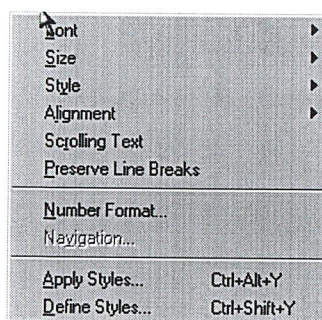 Font
Size
Style
Alignment
Scrolling Text
Preserve Line Breaks
Number Format...
Navigation...
Apply Styles... Ctrl+Alt+Y
Define Styles... Ctrl+Shift+Y